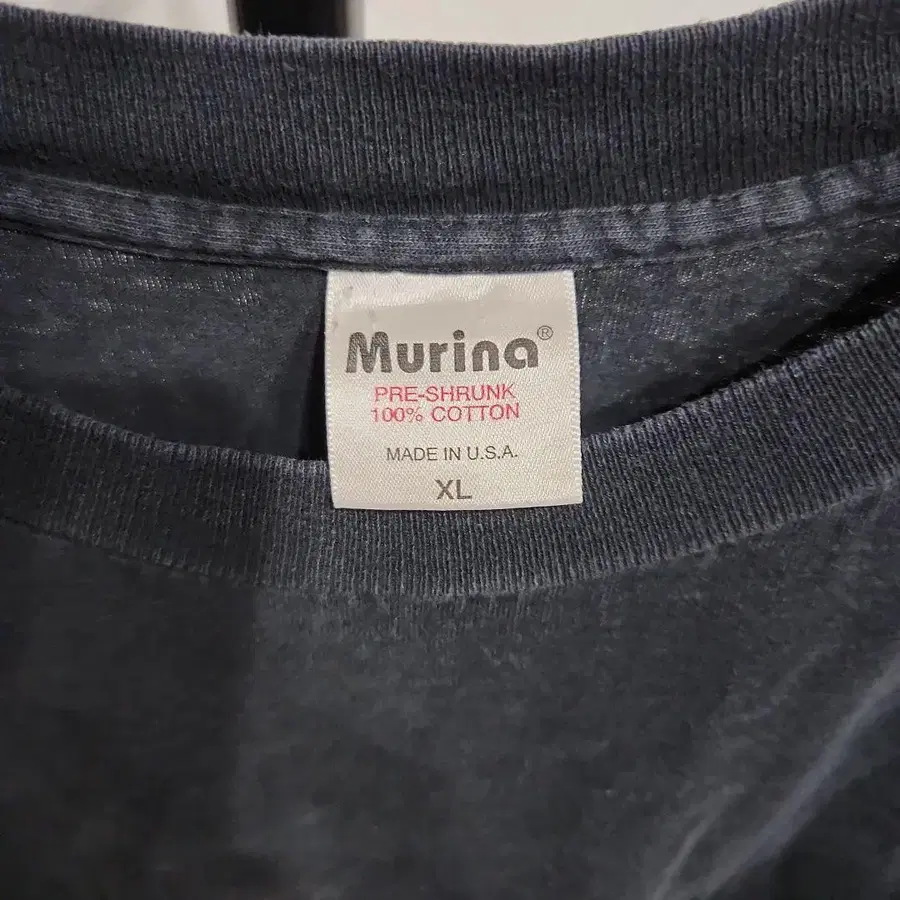 Murina®
PRE-SHRUNK
100% COTTON
MADE IN U.S.A.
XL